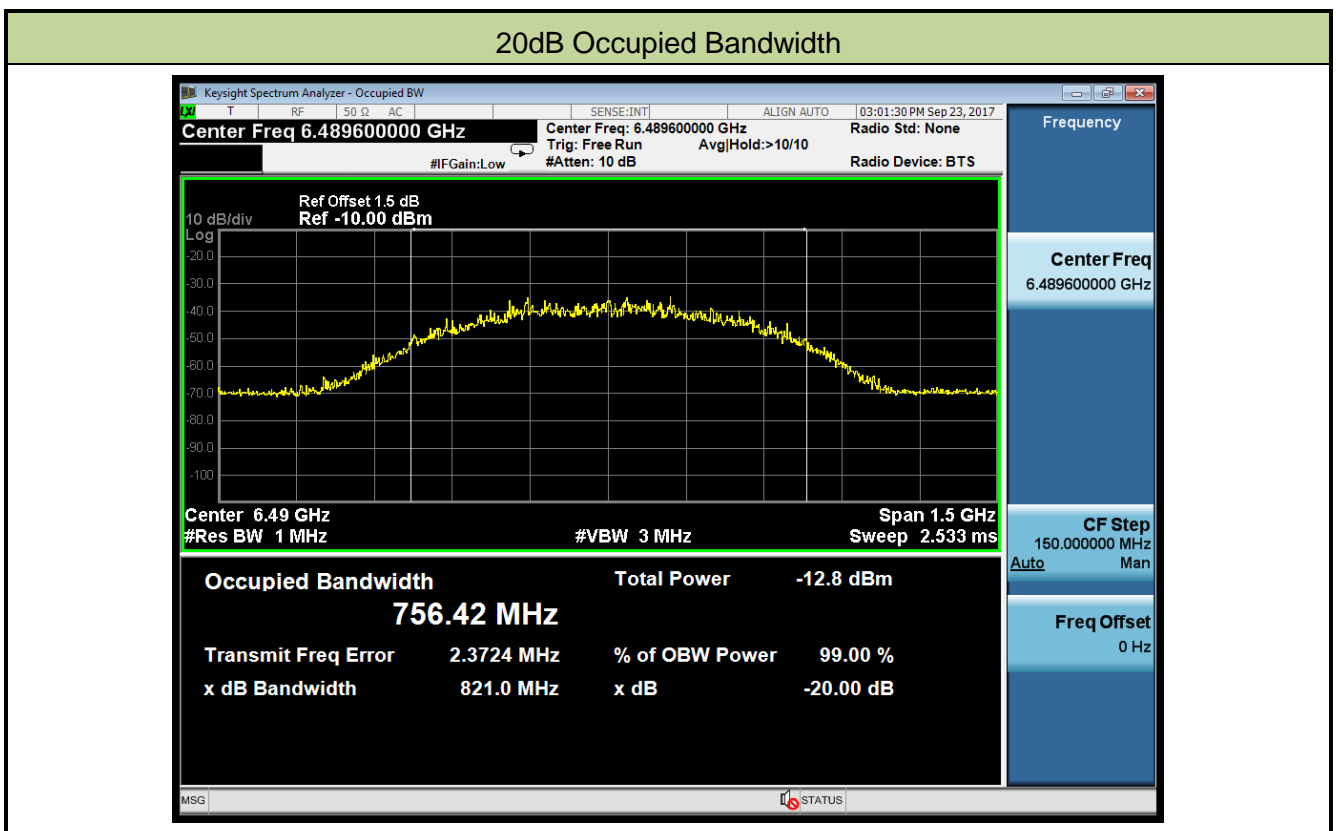 20dB Occupied Bandwidth
Keysight Spectrum Analyzer - Occupied BW
LXI T RF 50 Ω AC SENSE:INT ALIGN AUTO 03:01:30 PM Sep 23, 2017
Center Freq 6.489600000 GHz
Center Freq: 6.489600000 GHz
Radio Std: None
Trig: Free Run Avg|Hold:>10/10
#IFGain:Low
#Atten: 10 dB
Radio Device: BTS
Ref Offset 1.5 dB
10 dB/div Ref -10.00 dBm
Log
-20.0
-30.0
-40.0
-50.0
-60.0
-70.0
-80.0
-90.0
-100
Center 6.49 GHz Span 1.5 GHz
#Res BW 1 MHz #VBW 3 MHz Sweep 2.533 ms
Occupied Bandwidth Total Power -12.8 dBm
756.42 MHz
Transmit Freq Error 2.3724 MHz % of OBW Power 99.00 %
x dB Bandwidth 821.0 MHz x dB -20.00 dB
Frequency
Center Freq
6.489600000 GHz
CF Step
150.000000 MHz
Auto Man
Freq Offset
0 Hz
MSG STATUS